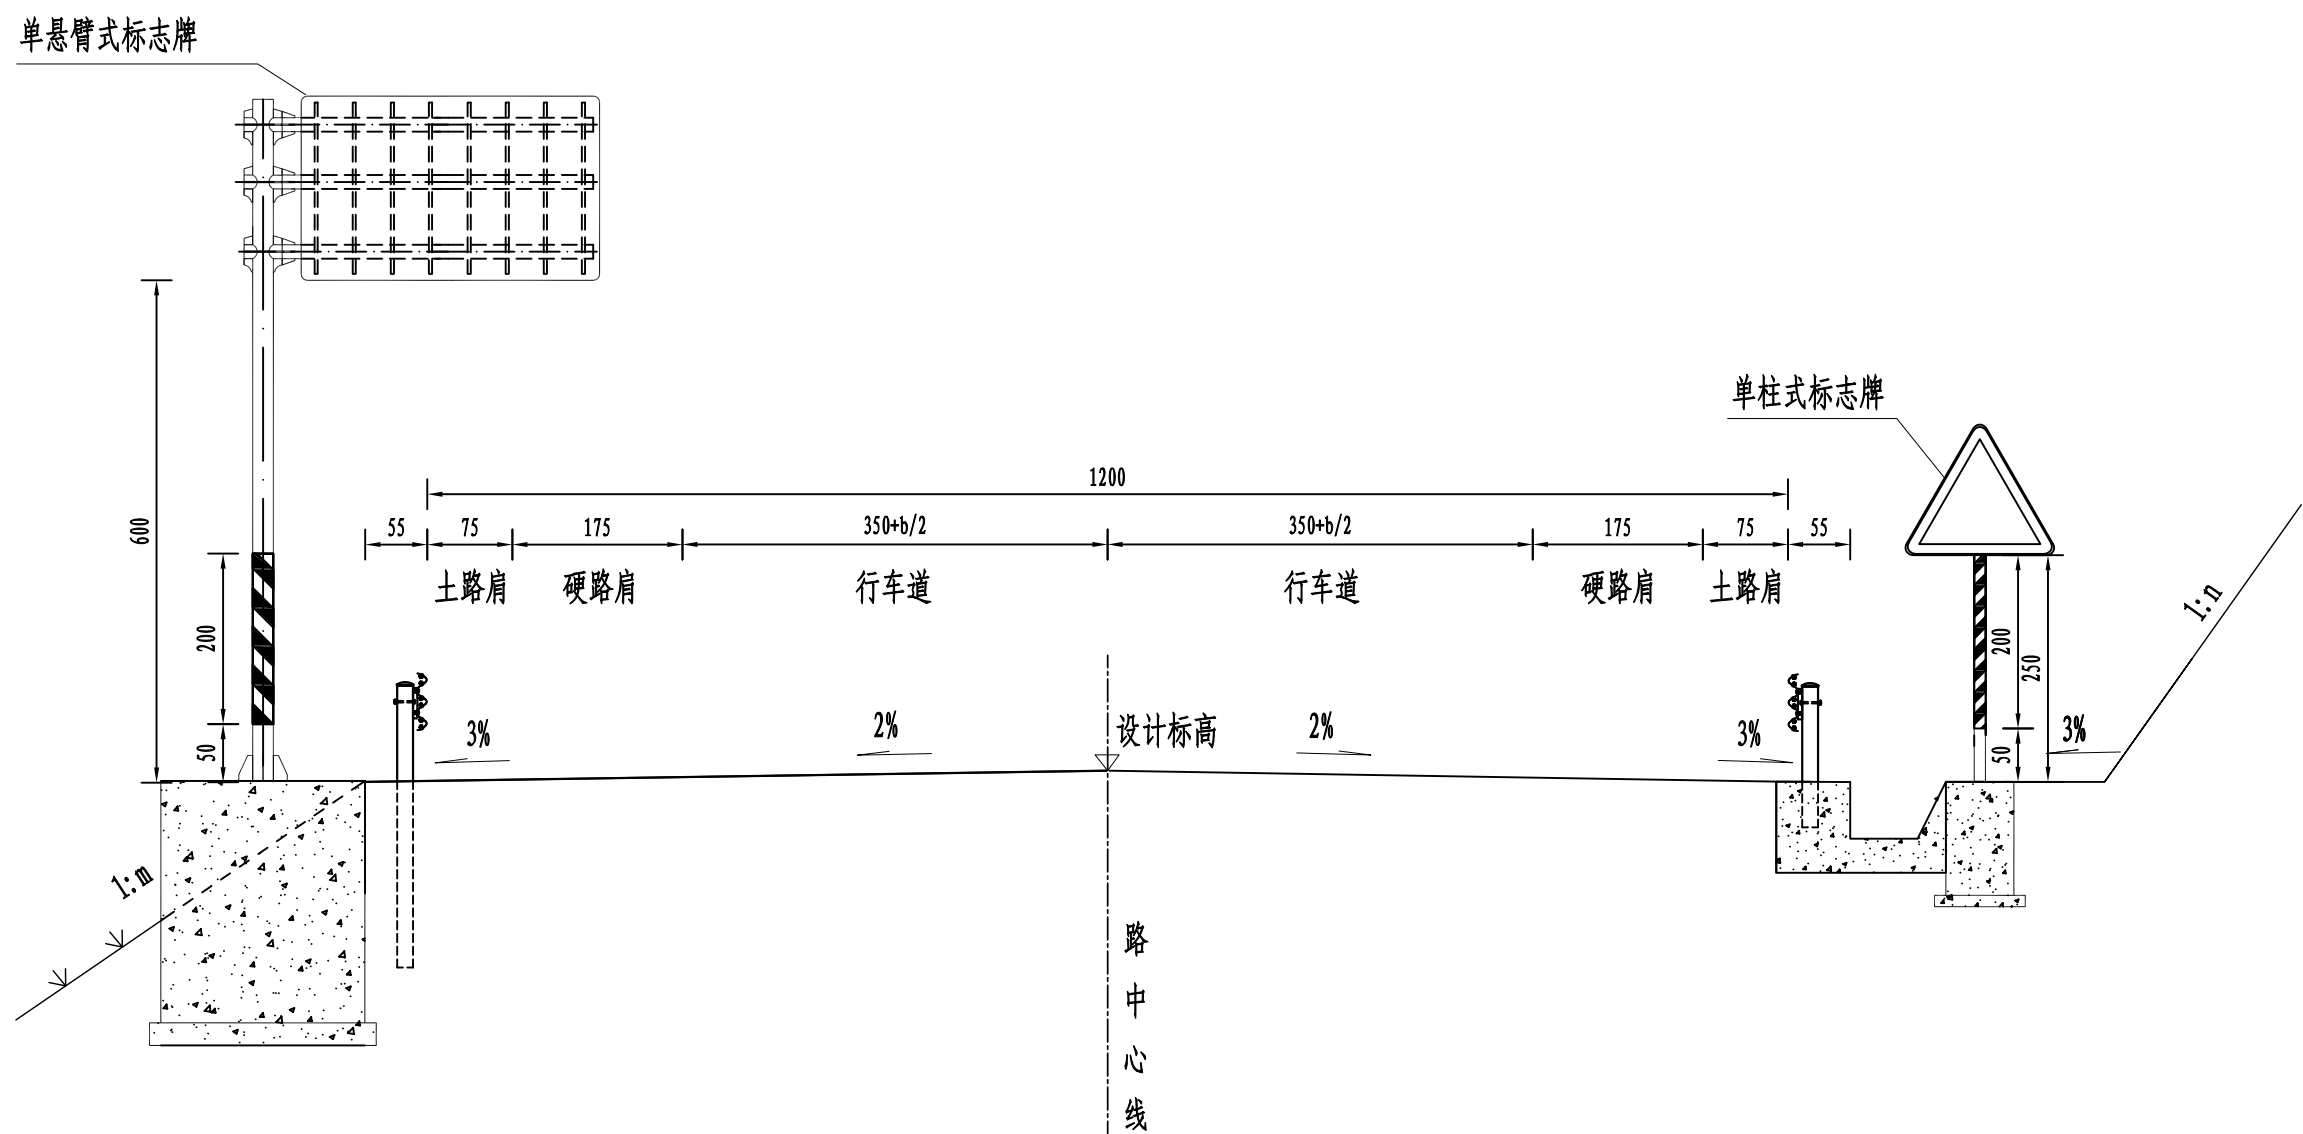 单悬臂式标志牌
单柱式标志牌
1200
55
75
175
350+b/2
350+b/2
175
75
55
土路肩
硬路肩
行车道
行车道
硬路肩
土路肩
600
200
50
200
250
50
1:n
3%
2%
设计标高
2%
3%
3%
1:m
路
中
心
线